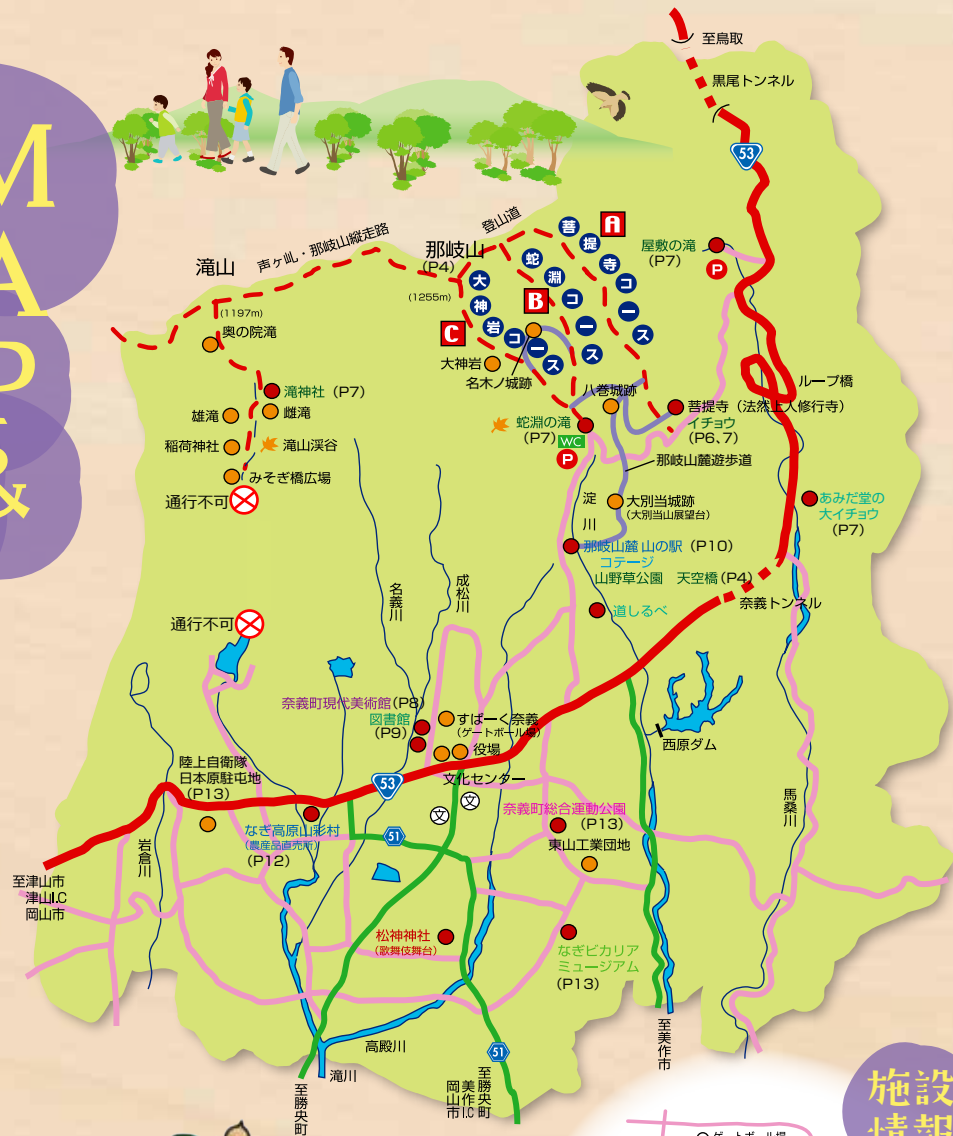 M
A
P
&
至鳥取
黒尾トンネル
53
声ヶ乢・那岐山縦走路
登山道
A
菩提寺コース
屋敷の滝
(P7)
P
滝山
(1197m)
那岐山
(P4)
(1255m)
蛇淵コース
B
大神岩コース
C
奥の院滝
大神岩
名木ノ城跡
八巻城跡
ループ橋
滝神社 (P7)
雄滝
雌滝
稲荷神社
滝山渓谷
みそぎ橋広場
通行不可
蛇淵の滝
(P7)
WC
P
菩提寺(法然上人修行寺)
イチョウ
(P6、7)
那岐山麓遊歩道
淀川
大別当城跡
(大別当山展望台)
あみだ堂の
大イチョウ
(P7)
那岐山麓 山の駅 (P10)
コテージ
山野草公園 天空橋(P4)
奈義トンネル
道しるべ
名義川
成松川
通行不可
奈義町現代美術館(P8)
図書館
(P9)
すぱーく奈義
(ゲートボール場)
役場
文化センター
西原ダム
陸上自衛隊
日本原駐屯地
(P13)
53
文
文
なぎ高原山彩村
(農産品直売所)
(P12)
51
奈義町総合運動公園
(P13)
東山工業団地
馬桑川
岩倉川
至津山市
津山I.C
岡山市
松神神社
(歌舞伎舞台)
なぎビカリア
ミュージアム
(P13)
高殿川
滝川
51
至勝央町
至勝央町
美作I.C
岡山市
至美作市
施設
情報
ゲートボール場